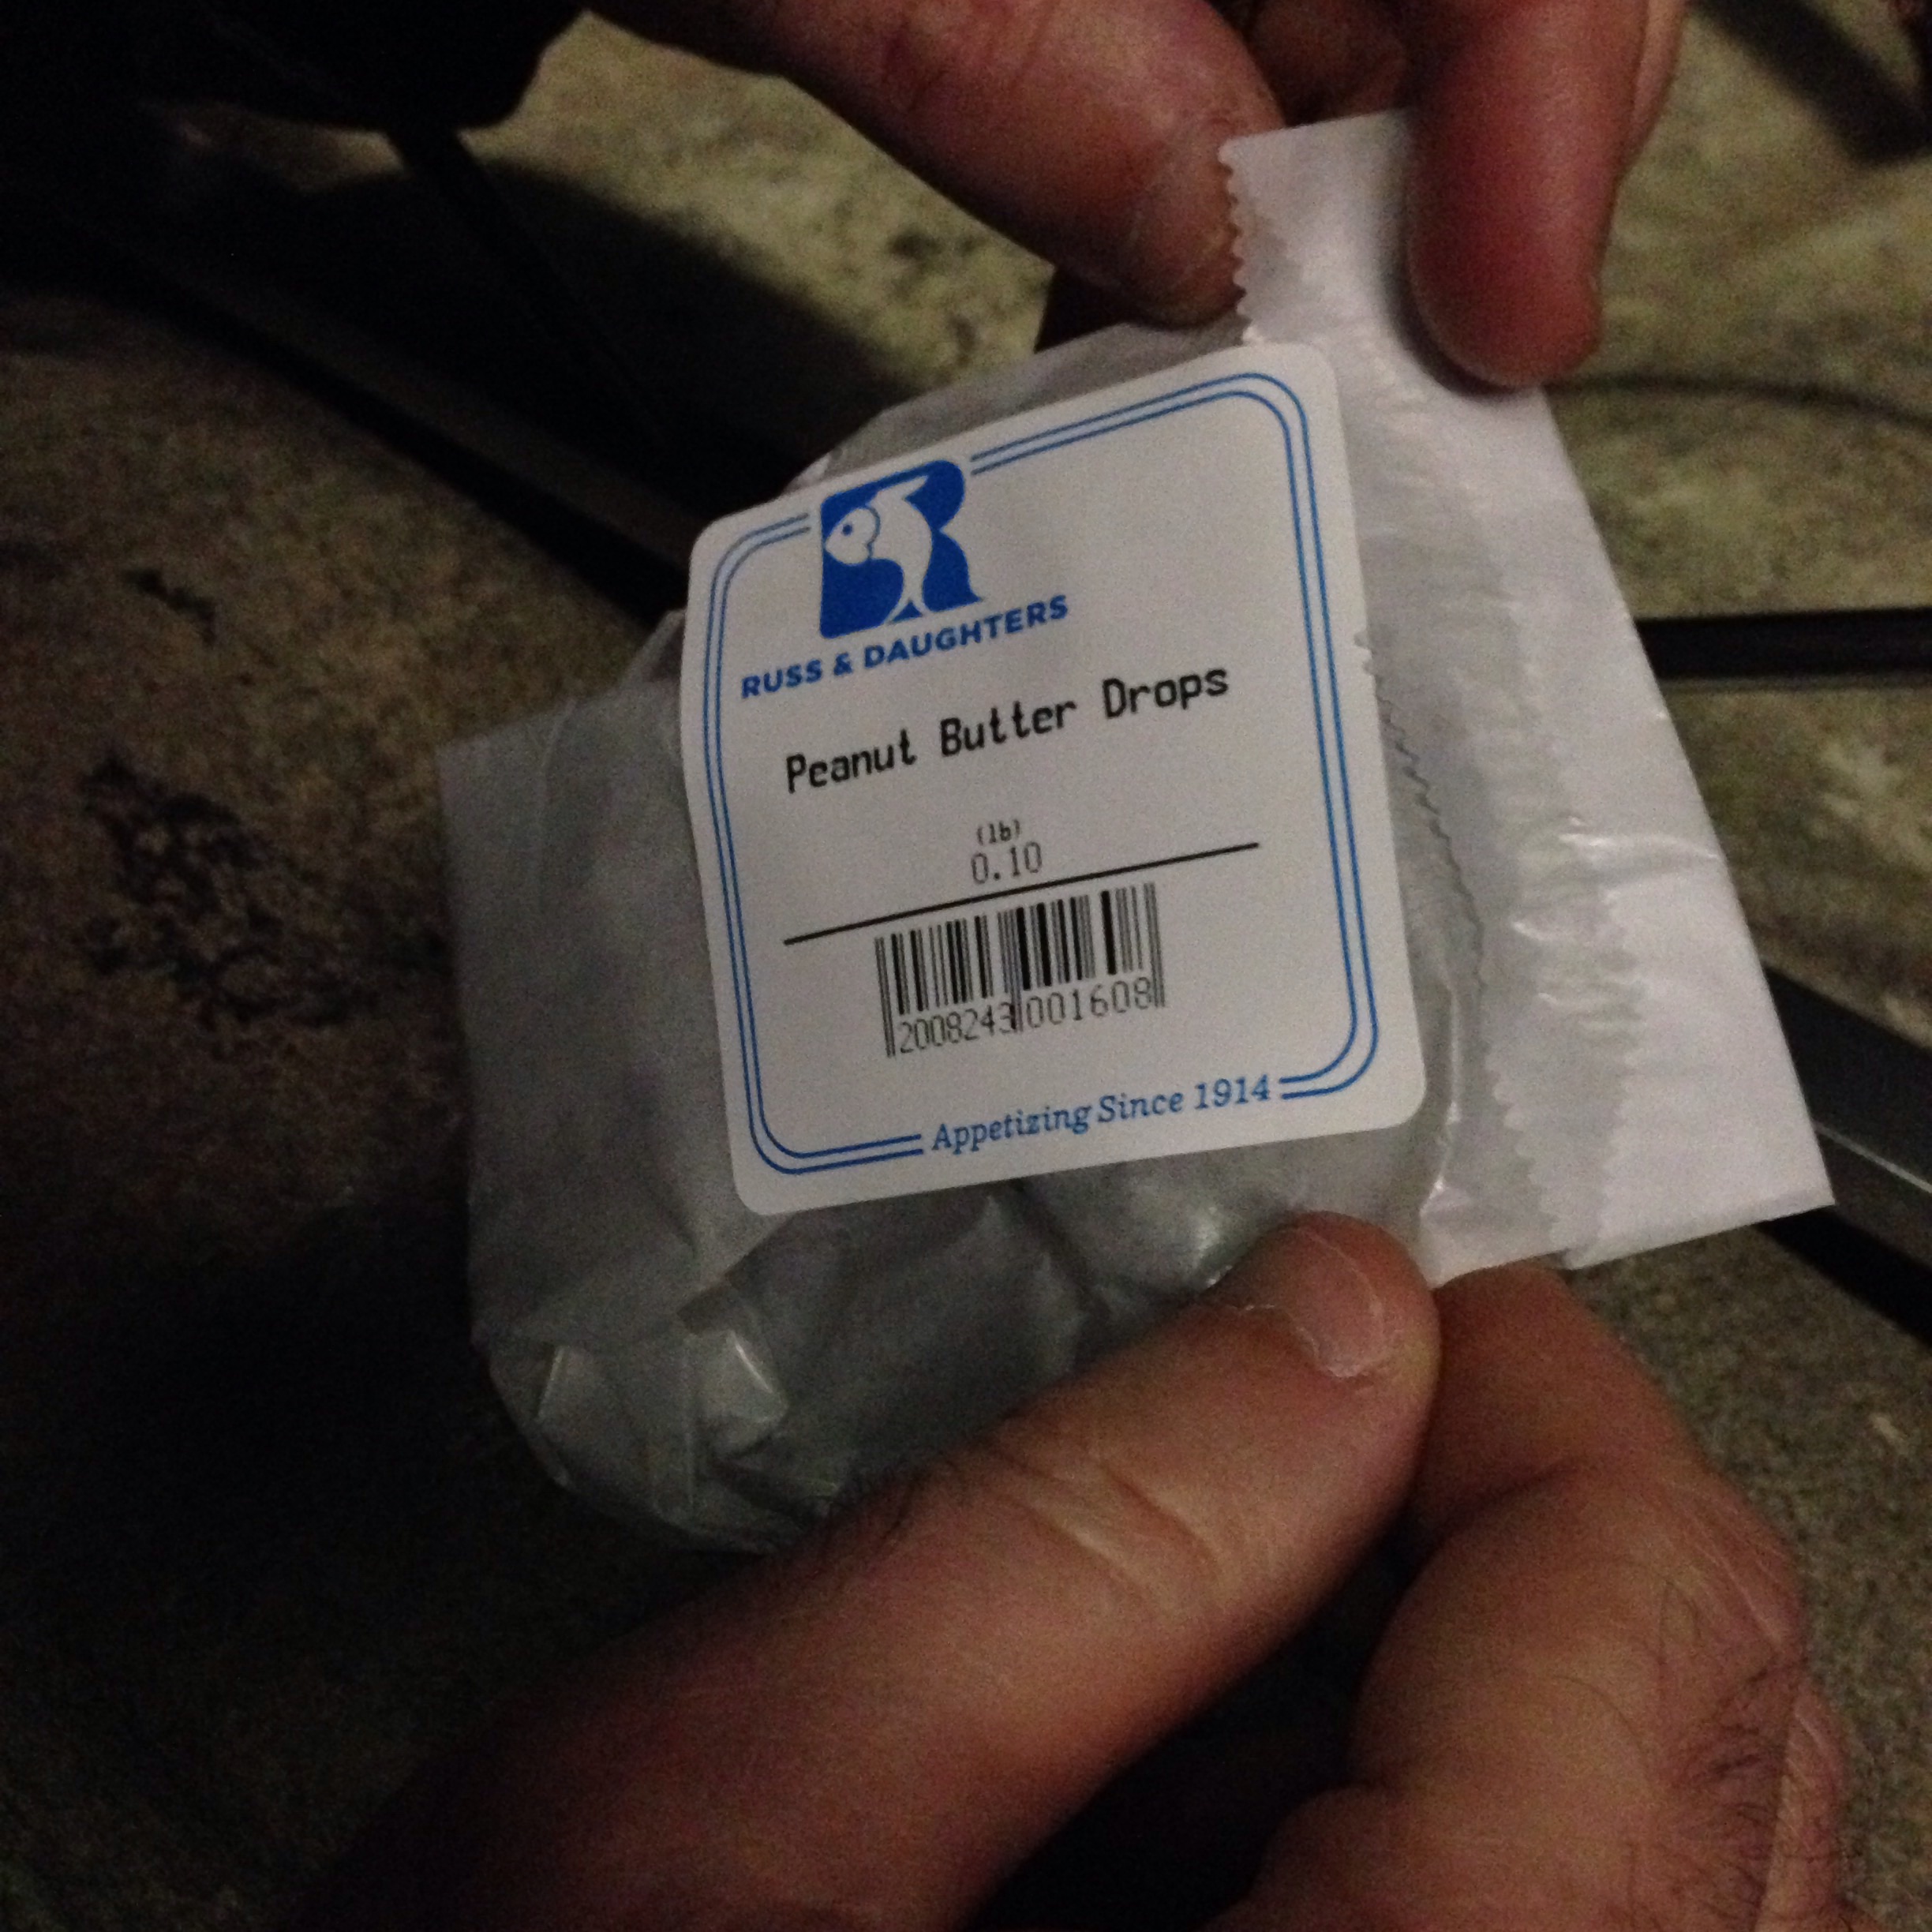 R
RUSS & DAUGHTERS
Peanut Butter Drops
(lb)
0.10
2008243 001608
Appetizing Since 1914